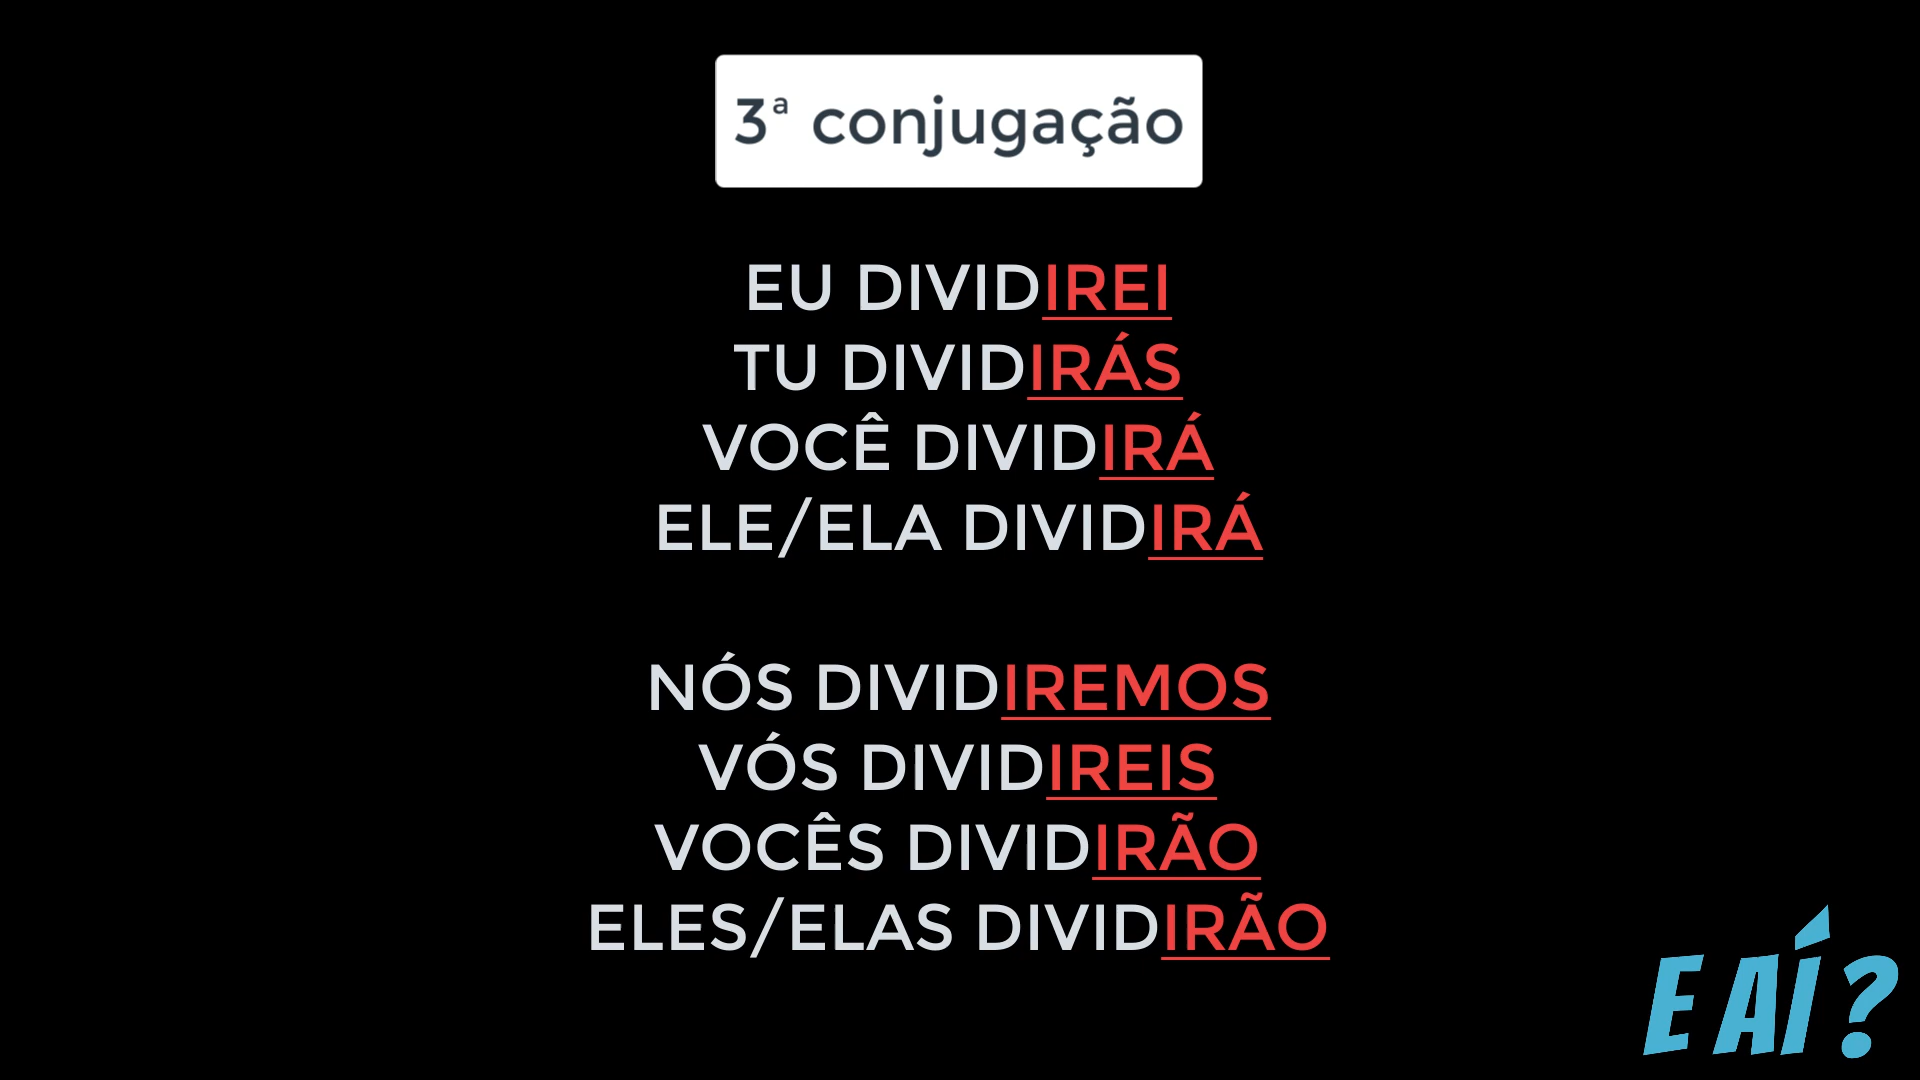 3ª conjugação
EU DIVIDIREI
TU DIVIDIRÁS
VOCÊ DIVIDIRÁ
ELE/ELA DIVIDIRÁ
NÓS DIVIDIREMOS
VÓS DIVIDIREIS
VOCÊS DIVIDIRÃO
ELES/ELAS DIVIDIRÃO
E AÍ?